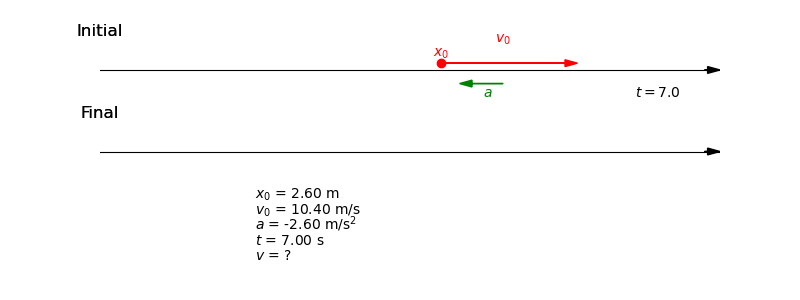 Initial
v₀
x₀
a
t = 7.0
Final
x₀ = 2.60 m
v₀ = 10.40 m/s
a = -2.60 m/s²
t = 7.00 s
v = ?